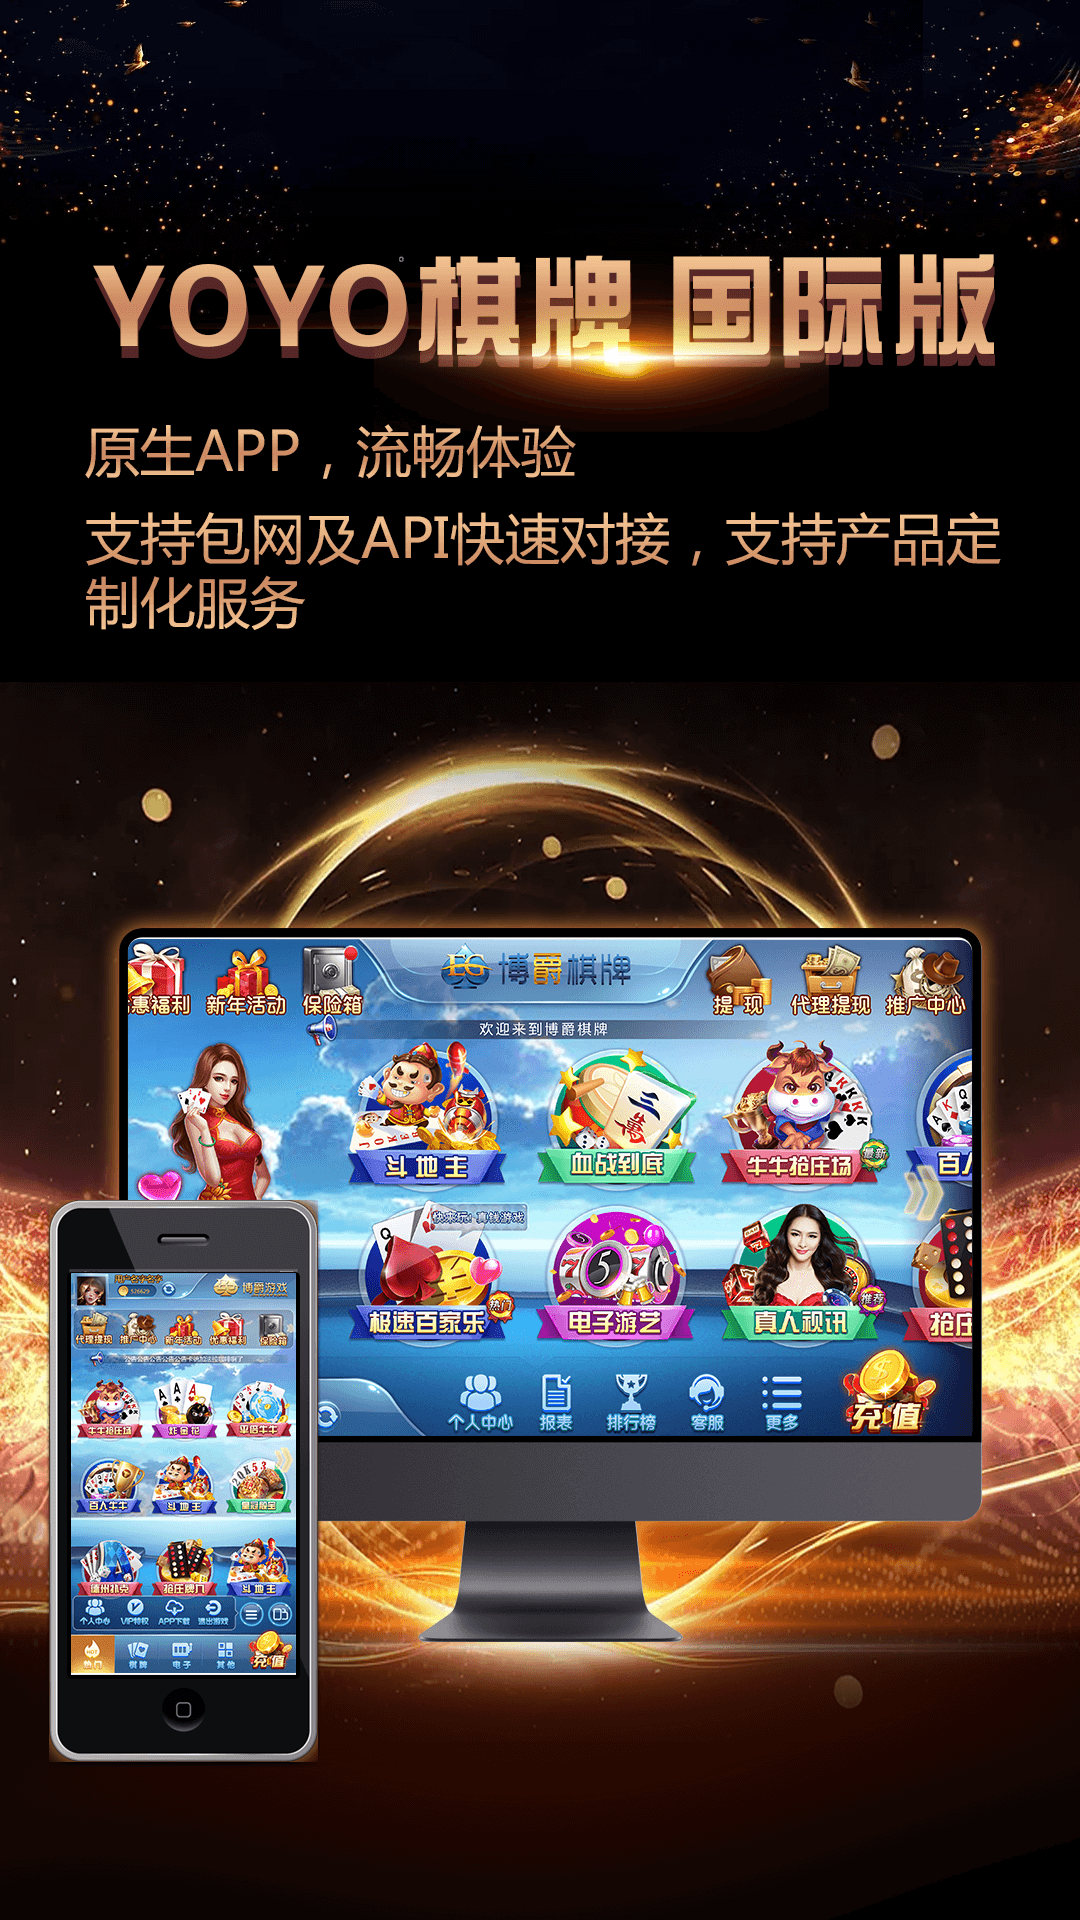 YOYO棋牌 国际版
原生APP，流畅体验
支持包网及API快速对接，支持产品定
制化服务
惠福利 新年活动 保险箱
EG 博爵棋牌
提 现 代理提现 推广中心
欢迎来到博爵棋牌
斗地主 血战到底 牛牛抢庄场 最新 百人
快来玩! 真钱游戏
极速百家乐 热门 电子游艺 真人视讯 推荐 抢庄
个人中心 报表 排行榜 客服 更多 充值
526629
博爵游戏
代理提现 推广中心 新年活动 优惠福利 保险箱
牛牛抢庄场 炸金花 平倍牛牛
百人牛牛 斗地主 皇冠骰宝
德州扑克 抢庄牌九 斗地主
个人中心 VIP特权 APP下载 退出游戏
热门 棋牌 电子 其他 充值